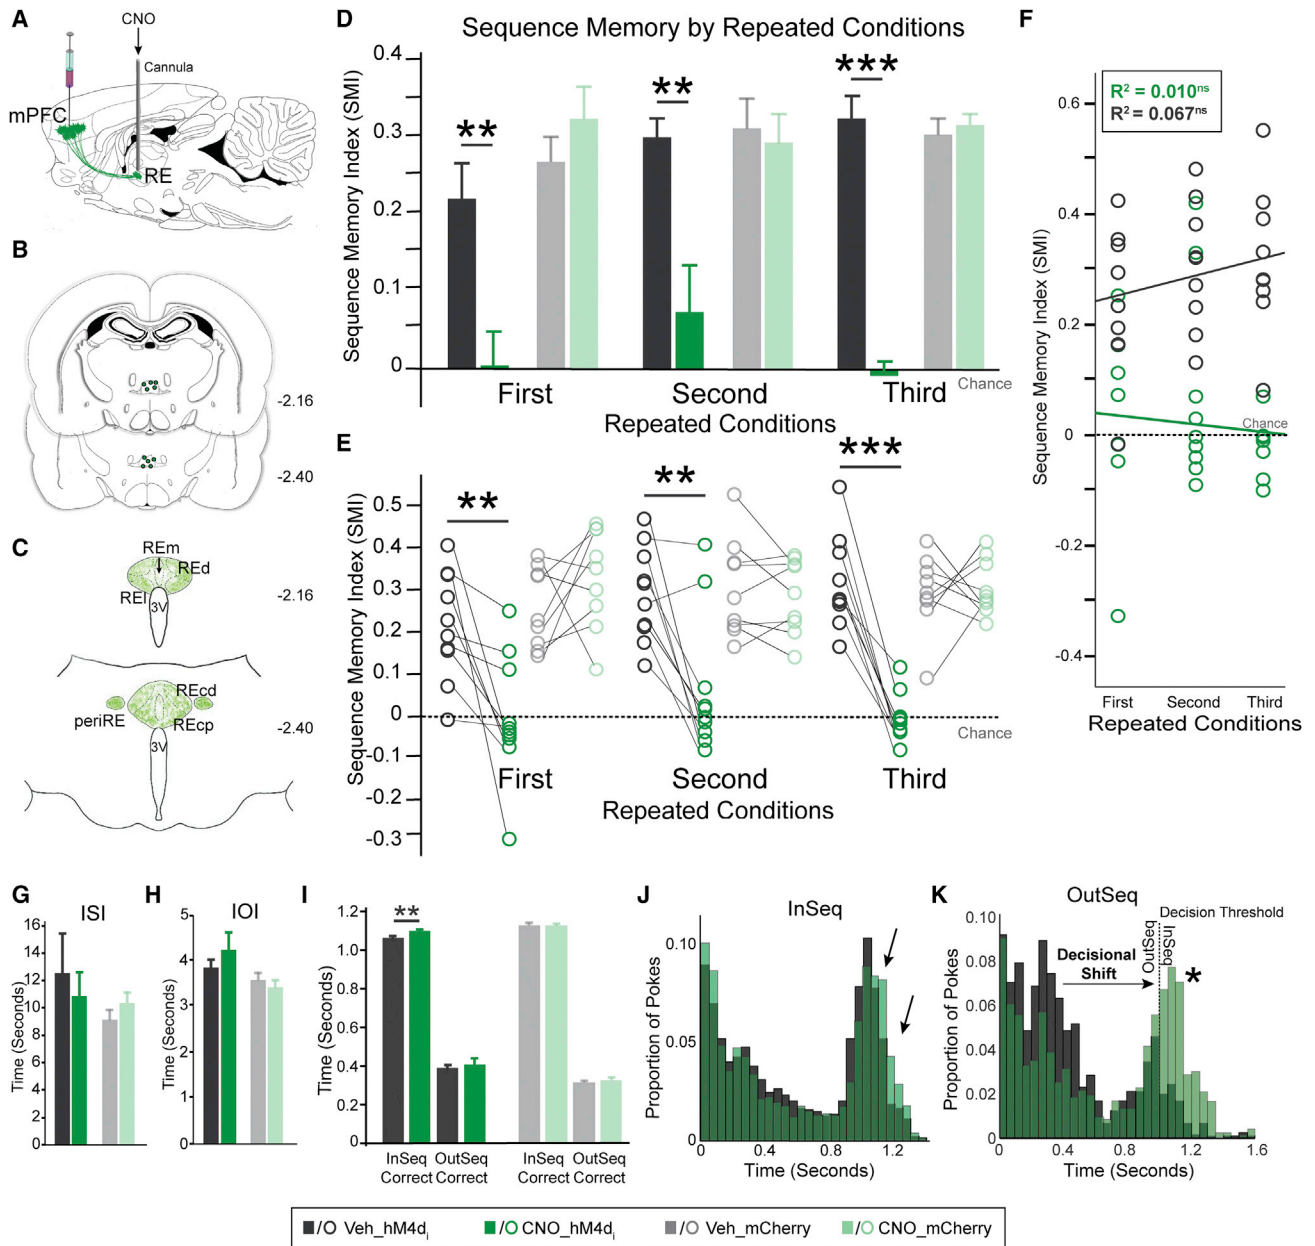 A
CNO
Cannula
mPFC
RE
B
-2.16
-2.40
C
REm
REd
REl
3V
-2.16
REcd
periRE
REcp
3V
-2.40
D
Sequence Memory by Repeated Conditions
Sequence Memory Index (SMI)
0.4
0.3
0.2
0.1
0
**
**
***
Chance
First
Second
Third
Repeated Conditions
E
Sequence Memory Index (SMI)
0.5
0.4
0.3
0.2
0.1
0
-0.1
-0.2
-0.3
**
**
***
Chance
First
Second
Third
Repeated Conditions
F
R² = 0.010ns
R² = 0.067ns
Sequence Memory Index (SMI)
0.6
0.4
0.2
0
-0.2
-0.4
Chance
First
Second
Third
Repeated Conditions
G
ISI
Time (Seconds)
16
14
12
10
8
6
4
12
0
H
IOI
Time (Seconds)
5
4
3
2
1
0
I
Time (Seconds)
1.2
1.0
0.8
0.6
0.4
0.2
0
**
InSeq OutSeq InSeq OutSeq
Correct Correct Correct Correct
J
InSeq
Proportion of Pokes
0.10
0.05
0
0 0.4 0.8 1.2
Time (Seconds)
K
OutSeq
Decision Threshold
OutSeq
InSeq
Decisional
Shift
*
Proportion of Pokes
0.10
0.08
0.06
0.04
0.02
0
0 0.4 0.8 1.2 1.6
Time (Seconds)
/O Veh_hM4di /O CNO_hM4di /O Veh_mCherry /O CNO_mCherry